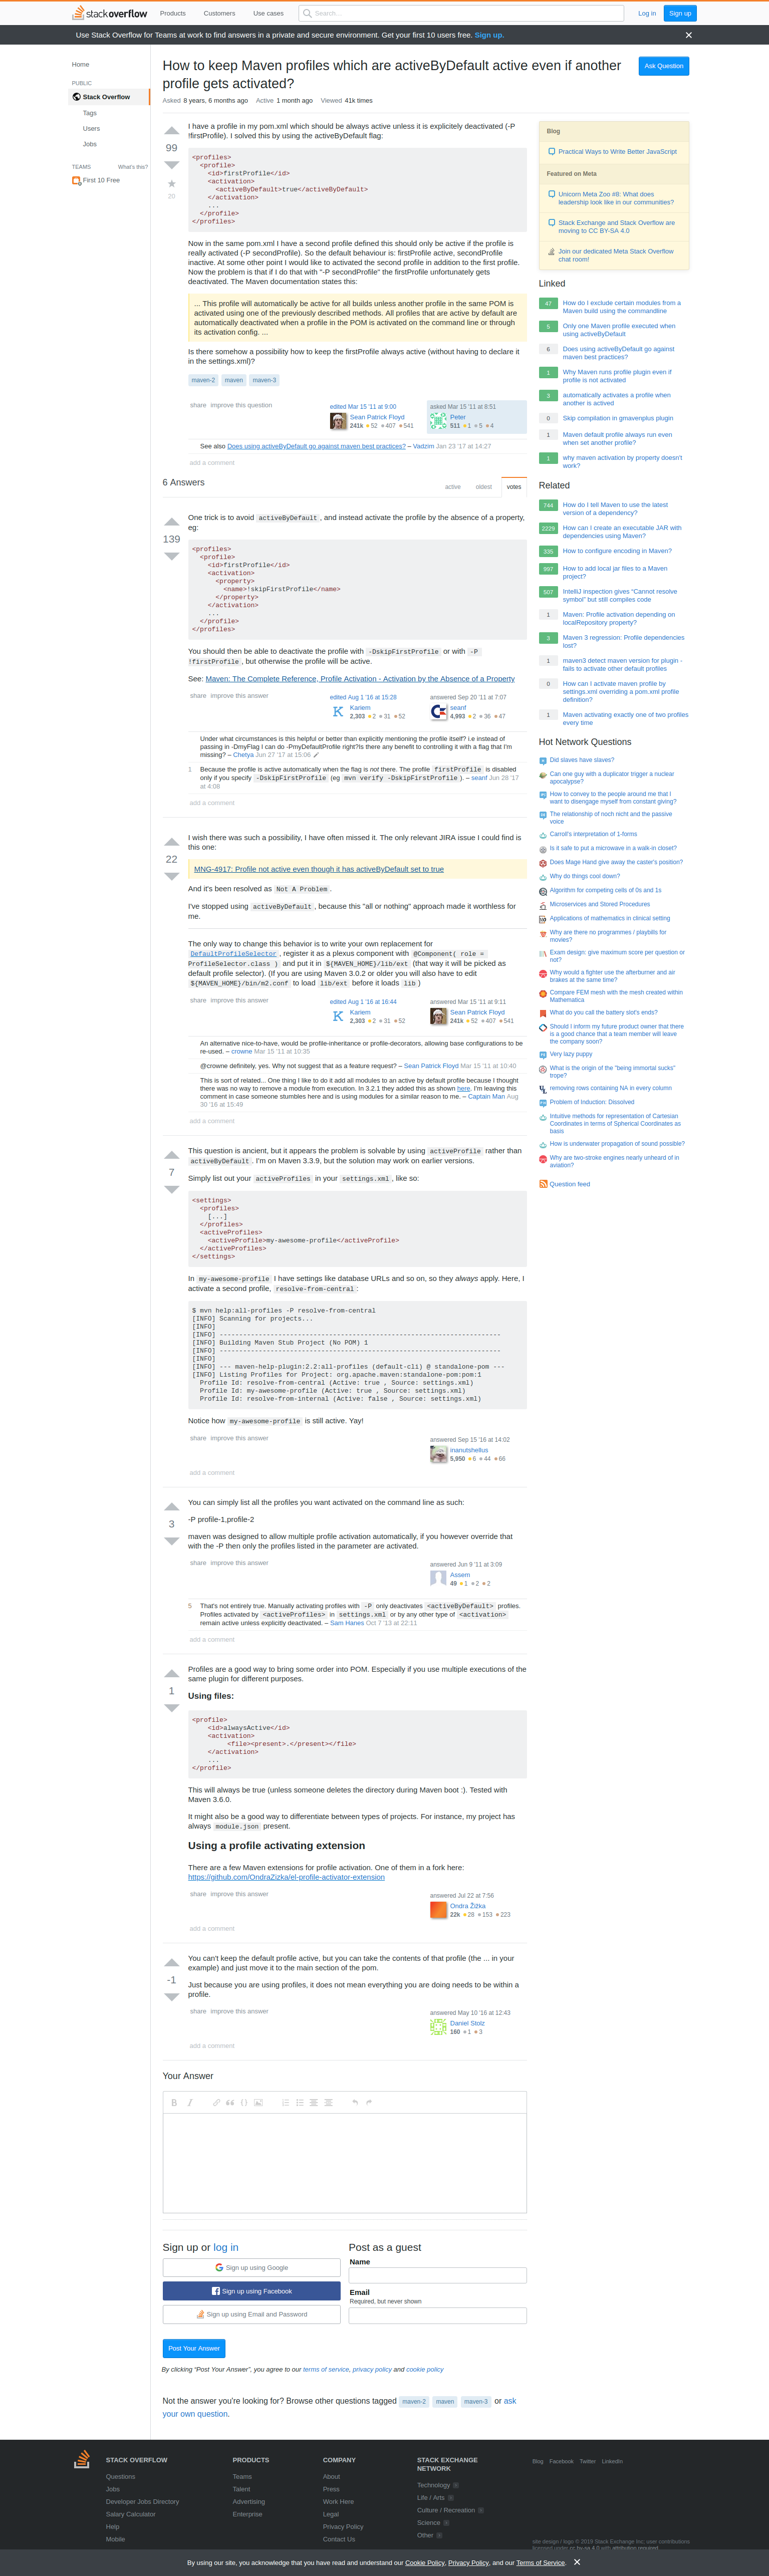 stackoverflow
Products
Customers
Use cases
Search…
Log in
Sign up
Use Stack Overflow for Teams at work to find answers in a private and secure environment. Get your first 10 users free. Sign up.
Home
PUBLIC
Stack Overflow
Tags
Users
Jobs
TEAMS
What's this?
First 10 Free
How to keep Maven profiles which are activeByDefault active even if another
profile gets activated?
Ask Question
Asked 8 years, 6 months ago
Active 1 month ago
Viewed 41k times
99
20
I have a profile in my pom.xml which should be always active unless it is explicitely deactivated (-P
!firstProfile). I solved this by using the activeByDefault flag:
<profiles>
<profile>
<id>firstProfile</id>
<activation>
<activeByDefault>true</activeByDefault>
</activation>
...
</profile>
</profiles>
Now in the same pom.xml I have a second profile defined this should only be active if the profile is
really activated (-P secondProfile). So the default behaviour is: firstProfile active, secondProfile
inactive. At some other point I would like to activated the second profile in addition to the first profile.
Now the problem is that if I do that with "-P secondProfile" the firstProfile unfortunately gets
deactivated. The Maven documentation states this:
... This profile will automatically be active for all builds unless another profile in the same POM is
activated using one of the previously described methods. All profiles that are active by default are
automatically deactivated when a profile in the POM is activated on the command line or through
its activation config. ...
Is there somehow a possibility how to keep the firstProfile always active (without having to declare it
in the settings.xml)?
maven-2 maven maven-3
share improve this question
edited Mar 15 '11 at 9:00
Sean Patrick Floyd
241k 52 407 541
asked Mar 15 '11 at 8:51
Peter
511 1 5 4
See also Does using activeByDefault go against maven best practices? – Vadzim Jan 23 '17 at 14:27
add a comment
6 Answers
active
oldest
votes
139
One trick is to avoid activeByDefault , and instead activate the profile by the absence of a property,
eg:
<profiles>
<profile>
<id>firstProfile</id>
<activation>
<property>
<name>!skipFirstProfile</name>
</property>
</activation>
...
</profile>
</profiles>
You should then be able to deactivate the profile with -DskipFirstProfile or with -P
!firstProfile , but otherwise the profile will be active.
See: Maven: The Complete Reference, Profile Activation - Activation by the Absence of a Property
share improve this answer
edited Aug 1 '16 at 15:28
Kariem
2,303 2 31 52
answered Sep 20 '11 at 7:07
seanf
4,993 2 36 47
Under what circumstances is this helpful or better than explicitly mentioning the profile itself? i.e instead of
passing in -DmyFlag I can do -PmyDefaultProfile right?Is there any benefit to controlling it with a flag that I'm
missing? – Chetya Jun 27 '17 at 15:06
1 Because the profile is active automatically when the flag is not there. The profile firstProfile is disabled
only if you specify -DskipFirstProfile (eg mvn verify -DskipFirstProfile ). – seanf Jun 28 '17
at 4:08
add a comment
22
I wish there was such a possibility, I have often missed it. The only relevant JIRA issue I could find is
this one:
MNG-4917: Profile not active even though it has activeByDefault set to true
And it's been resolved as Not A Problem .
I've stopped using activeByDefault , because this "all or nothing" approach made it worthless for
me.
The only way to change this behavior is to write your own replacement for
DefaultProfileSelector , register it as a plexus component with @Component( role =
ProfileSelector.class ) and put it in ${MAVEN_HOME}/lib/ext (that way it will be picked as
default profile selector). (If you are using Maven 3.0.2 or older you will also have to edit
${MAVEN_HOME}/bin/m2.conf to load lib/ext before it loads lib )
share improve this answer
edited Aug 1 '16 at 16:44
Kariem
2,303 2 31 52
answered Mar 15 '11 at 9:11
Sean Patrick Floyd
241k 52 407 541
An alternative nice-to-have, would be profile-inheritance or profile-decorators, allowing base configurations to be
re-used. – crowne Mar 15 '11 at 10:35
@crowne definitely, yes. Why not suggest that as a feature request? – Sean Patrick Floyd Mar 15 '11 at 10:40
This is sort of related... One thing I like to do it add all modules to an active by default profile because I thought
there was no way to remove a module from execution. In 3.2.1 they added this as shown here. I'm leaving this
comment in case someone stumbles here and is using modules for a similar reason to me. – Captain Man Aug
30 '16 at 15:49
add a comment
7
This question is ancient, but it appears the problem is solvable by using activeProfile rather than
activeByDefault . I'm on Maven 3.3.9, but the solution may work on earlier versions.
Simply list out your activeProfiles in your settings.xml , like so:
<settings>
<profiles>
[...]
</profiles>
<activeProfiles>
<activeProfile>my-awesome-profile</activeProfile>
</activeProfiles>
</settings>
In my-awesome-profile I have settings like database URLs and so on, so they always apply. Here, I
activate a second profile, resolve-from-central :
$ mvn help:all-profiles -P resolve-from-central
[INFO] Scanning for projects...
[INFO]
[INFO] ------------------------------------------------------------------------
[INFO] Building Maven Stub Project (No POM) 1
[INFO] ------------------------------------------------------------------------
[INFO]
[INFO] --- maven-help-plugin:2.2:all-profiles (default-cli) @ standalone-pom ---
[INFO] Listing Profiles for Project: org.apache.maven:standalone-pom:pom:1
Profile Id: resolve-from-central (Active: true , Source: settings.xml)
Profile Id: my-awesome-profile (Active: true , Source: settings.xml)
Profile Id: resolve-from-internal (Active: false , Source: settings.xml)
Notice how my-awesome-profile is still active. Yay!
share improve this answer
answered Sep 15 '16 at 14:02
inanutshellus
5,950 6 44 66
add a comment
3
You can simply list all the profiles you want activated on the command line as such:
-P profile-1,profile-2
maven was designed to allow multiple profile activation automatically, if you however override that
with the -P then only the profiles listed in the parameter are activated.
share improve this answer
answered Jun 9 '11 at 3:09
Assem
49 1 2 2
5 That's not entirely true. Manually activating profiles with -P only deactivates <activeByDefault> profiles.
Profiles activated by <activeProfiles> in settings.xml or by any other type of <activation>
remain active unless explicitly deactivated. – Sam Hanes Oct 7 '13 at 22:11
add a comment
1
Profiles are a good way to bring some order into POM. Especially if you use multiple executions of the
same plugin for different purposes.
Using files:
<profile>
<id>alwaysActive</id>
<activation>
<file><present>.</present></file>
</activation>
...
</profile>
This will always be true (unless someone deletes the directory during Maven boot :). Tested with
Maven 3.6.0.
It might also be a good way to differentiate between types of projects. For instance, my project has
always module.json present.
Using a profile activating extension
There are a few Maven extensions for profile activation. One of them in a fork here:
https://github.com/OndraZizka/el-profile-activator-extension
share improve this answer
answered Jul 22 at 7:56
Ondra Žižka
22k 28 153 223
add a comment
-1
You can't keep the default profile active, but you can take the contents of that profile (the ... in your
example) and just move it to the main section of the pom.
Just because you are using profiles, it does not mean everything you are doing needs to be within a
profile.
share improve this answer
answered May 10 '16 at 12:43
Daniel Stolz
160 1 3
add a comment
Your Answer
Sign up or log in
Sign up using Google
Sign up using Facebook
Sign up using Email and Password
Post as a guest
Name
Email
Required, but never shown
Post Your Answer
By clicking “Post Your Answer”, you agree to our terms of service, privacy policy and cookie policy
Not the answer you're looking for? Browse other questions tagged maven-2 maven maven-3 or ask
your own question.
Blog
Practical Ways to Write Better JavaScript
Featured on Meta
Unicorn Meta Zoo #8: What does
leadership look like in our communities?
Stack Exchange and Stack Overflow are
moving to CC BY-SA 4.0
Join our dedicated Meta Stack Overflow
chat room!
Linked
47 How do I exclude certain modules from a
Maven build using the commandline
5 Only one Maven profile executed when
using activeByDefault
6 Does using activeByDefault go against
maven best practices?
1 Why Maven runs profile plugin even if
profile is not activated
3 automatically activates a profile when
another is actived
0 Skip compilation in gmavenplus plugin
1 Maven default profile always run even
when set another profile?
1 why maven activation by property doesn't
work?
Related
744 How do I tell Maven to use the latest
version of a dependency?
2229 How can I create an executable JAR with
dependencies using Maven?
335 How to configure encoding in Maven?
997 How to add local jar files to a Maven
project?
507 IntelliJ inspection gives “Cannot resolve
symbol” but still compiles code
1 Maven: Profile activation depending on
localRepository property?
3 Maven 3 regression: Profile dependencies
lost?
1 maven3 detect maven version for plugin -
fails to activate other default profiles
0 How can I activate maven profile by
settings.xml overriding a pom.xml profile
definition?
1 Maven activating exactly one of two profiles
every time
Hot Network Questions
Did slaves have slaves?
Can one guy with a duplicator trigger a nuclear
apocalypse?
How to convey to the people around me that I
want to disengage myself from constant giving?
The relationship of noch nicht and the passive
voice
Carroll's interpretation of 1-forms
Is it safe to put a microwave in a walk-in closet?
Does Mage Hand give away the caster's position?
Why do things cool down?
Algorithm for competing cells of 0s and 1s
Microservices and Stored Procedures
Applications of mathematics in clinical setting
Why are there no programmes / playbills for
movies?
Exam design: give maximum score per question or
not?
Why would a fighter use the afterburner and air
brakes at the same time?
Compare FEM mesh with the mesh created within
Mathematica
What do you call the battery slot's ends?
Should I inform my future product owner that there
is a good chance that a team member will leave
the company soon?
Very lazy puppy
What is the origin of the "being immortal sucks"
trope?
removing rows containing NA in every column
Problem of Induction: Dissolved
Intuitive methods for representation of Cartesian
Coordinates in terms of Spherical Coordinates as
basis
How is underwater propagation of sound possible?
Why are two-stroke engines nearly unheard of in
aviation?
Question feed
STACK OVERFLOW
Questions
Jobs
Developer Jobs Directory
Salary Calculator
Help
Mobile
PRODUCTS
Teams
Talent
Advertising
Enterprise
COMPANY
About
Press
Work Here
Legal
Privacy Policy
Contact Us
STACK EXCHANGE
NETWORK
Technology
Life / Arts
Culture / Recreation
Science
Other
Blog Facebook Twitter LinkedIn
site design / logo © 2019 Stack Exchange Inc; user contributions
licensed under cc by-sa 4.0 with attribution required.
By using our site, you acknowledge that you have read and understand our Cookie Policy, Privacy Policy, and our Terms of Service.